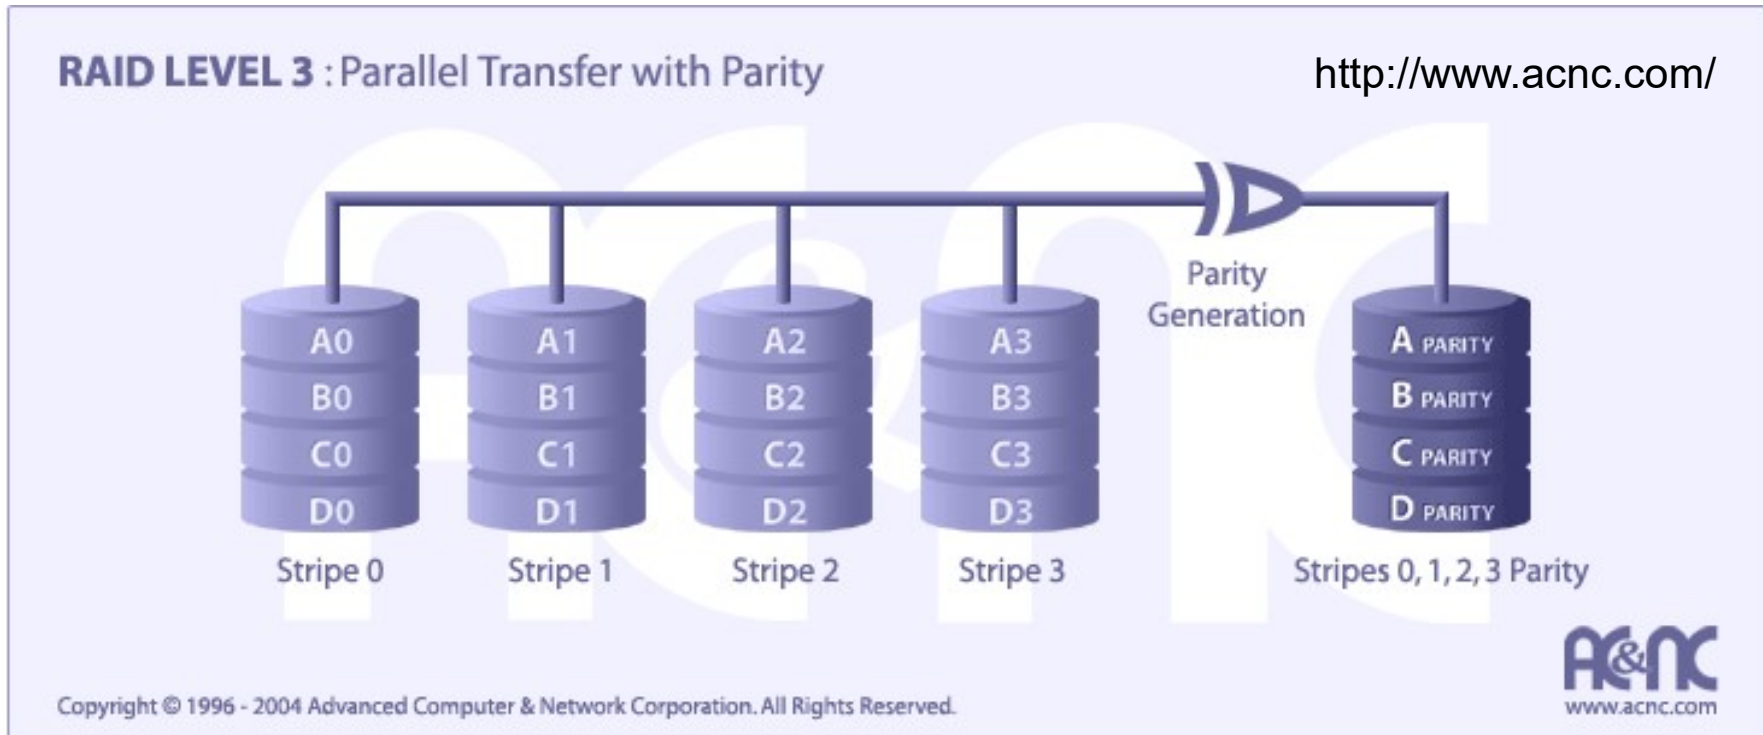 RAID LEVEL 3 : Parallel Transfer with Parity
http://www.acnc.com/
Parity
Generation
A0 A1 A2 A3 A PARITY
B0 B1 B2 B3 B PARITY
C0 C1 C2 C3 C PARITY
D0 D1 D2 D3 D PARITY
Stripe 0 Stripe 1 Stripe 2 Stripe 3 Stripes 0, 1, 2, 3 Parity
AC&NC
www.acnc.com
Copyright © 1996 - 2004 Advanced Computer & Network Corporation. All Rights Reserved.